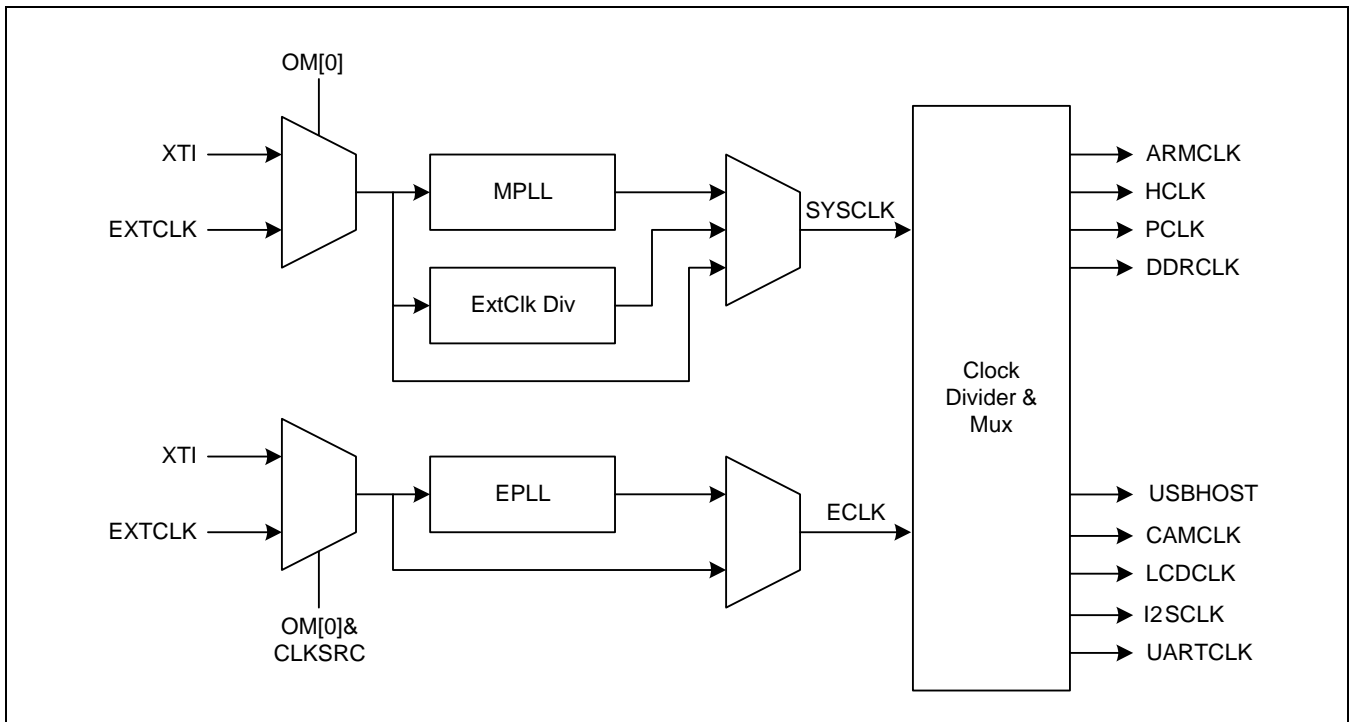 OM[0]
XTI
EXTCLK
MPLL
ExtClk Div
SYSCLK
XTI
EXTCLK
EPLL
ECLK
OM[0]&
CLKSRC
Clock
Divider &
Mux
ARMCLK
HCLK
PCLK
DDRCLK
USBHOST
CAMCLK
LCDCLK
I2SCLK
UARTCLK